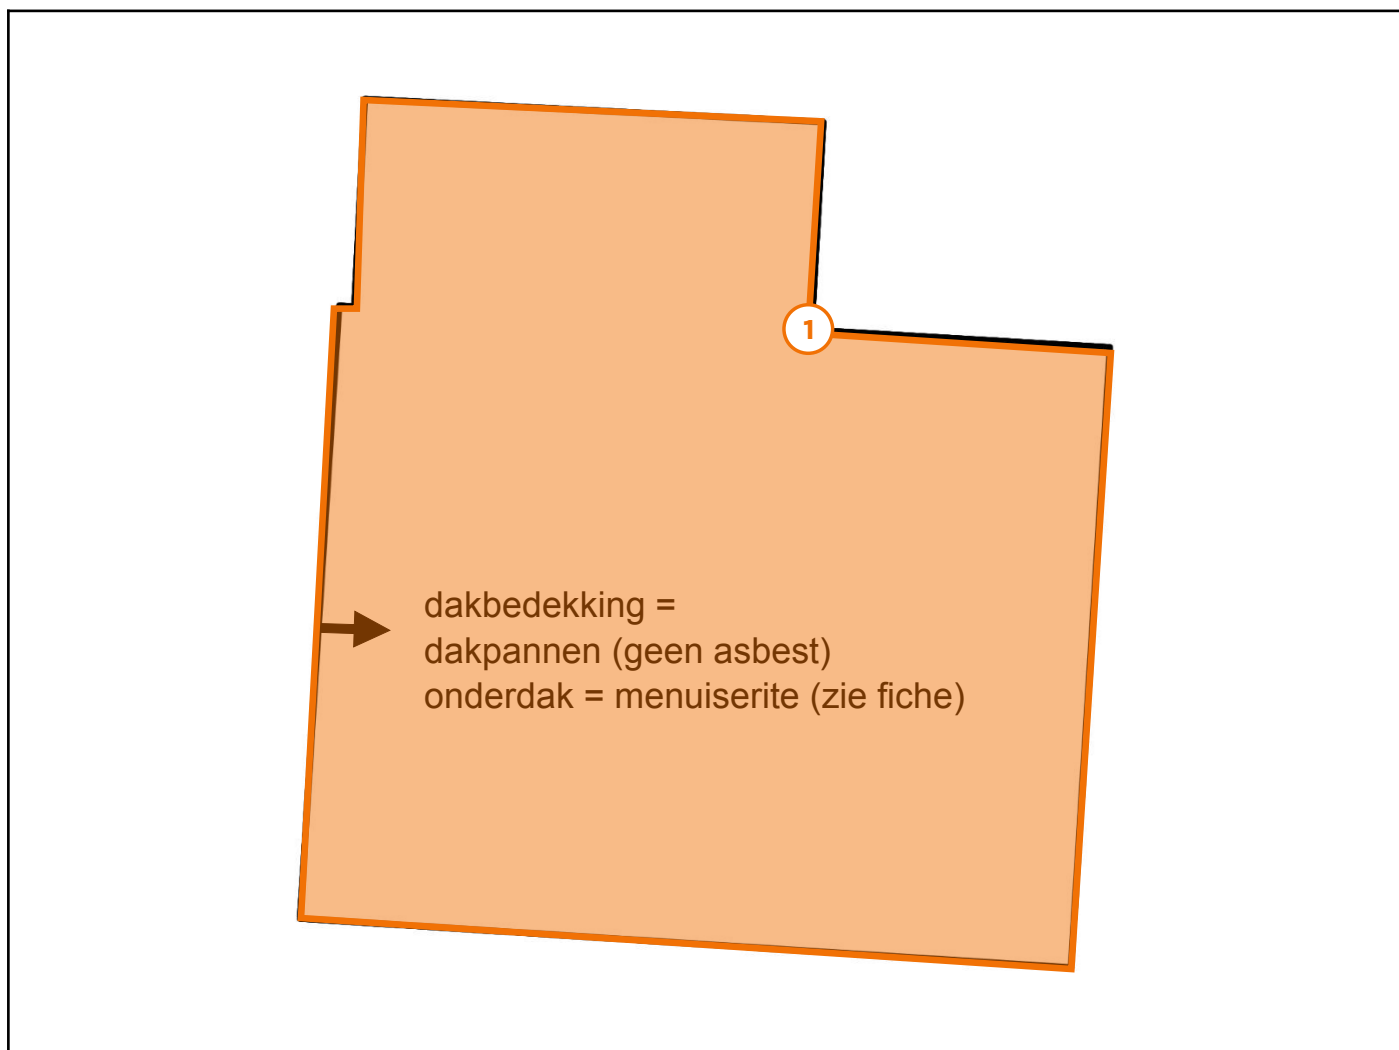 1
dakbedekking =
dakpannen (geen asbest)
onderdak = menuiserite (zie fiche)